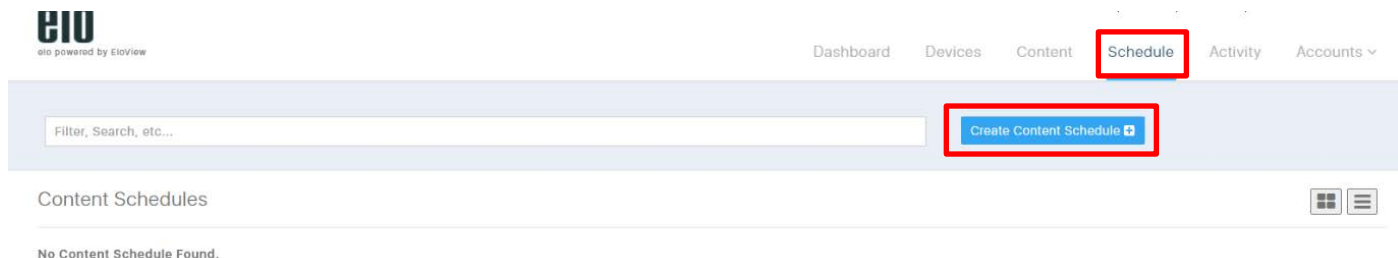 elo
elo powered by EloView
Dashboard Devices Content Schedule Activity Accounts
Filter, Search, etc...
Create Content Schedule
Content Schedules
No Content Schedule Found.